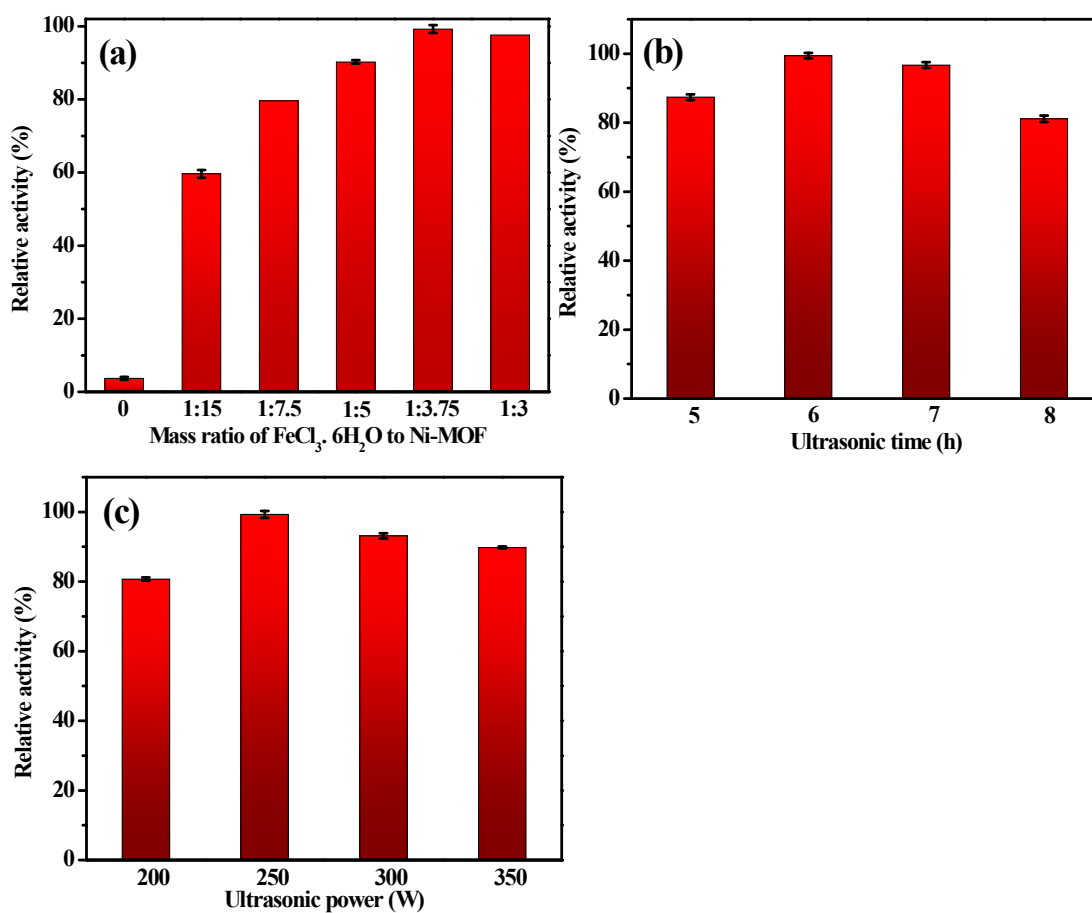 (a)
Relative activity (%)
100
80
60
40
20
0
0 1:15 1:7.5 1:5 1:3.75 1:3
Mass ratio of FeCl3. 6H2O to Ni-MOF
(b)
Relative activity (%)
100
80
60
40
20
0
5 6 7 8
Ultrasonic time (h)
(c)
Relative activity (%)
100
80
60
40
20
0
200 250 300 350
Ultrasonic power (W)